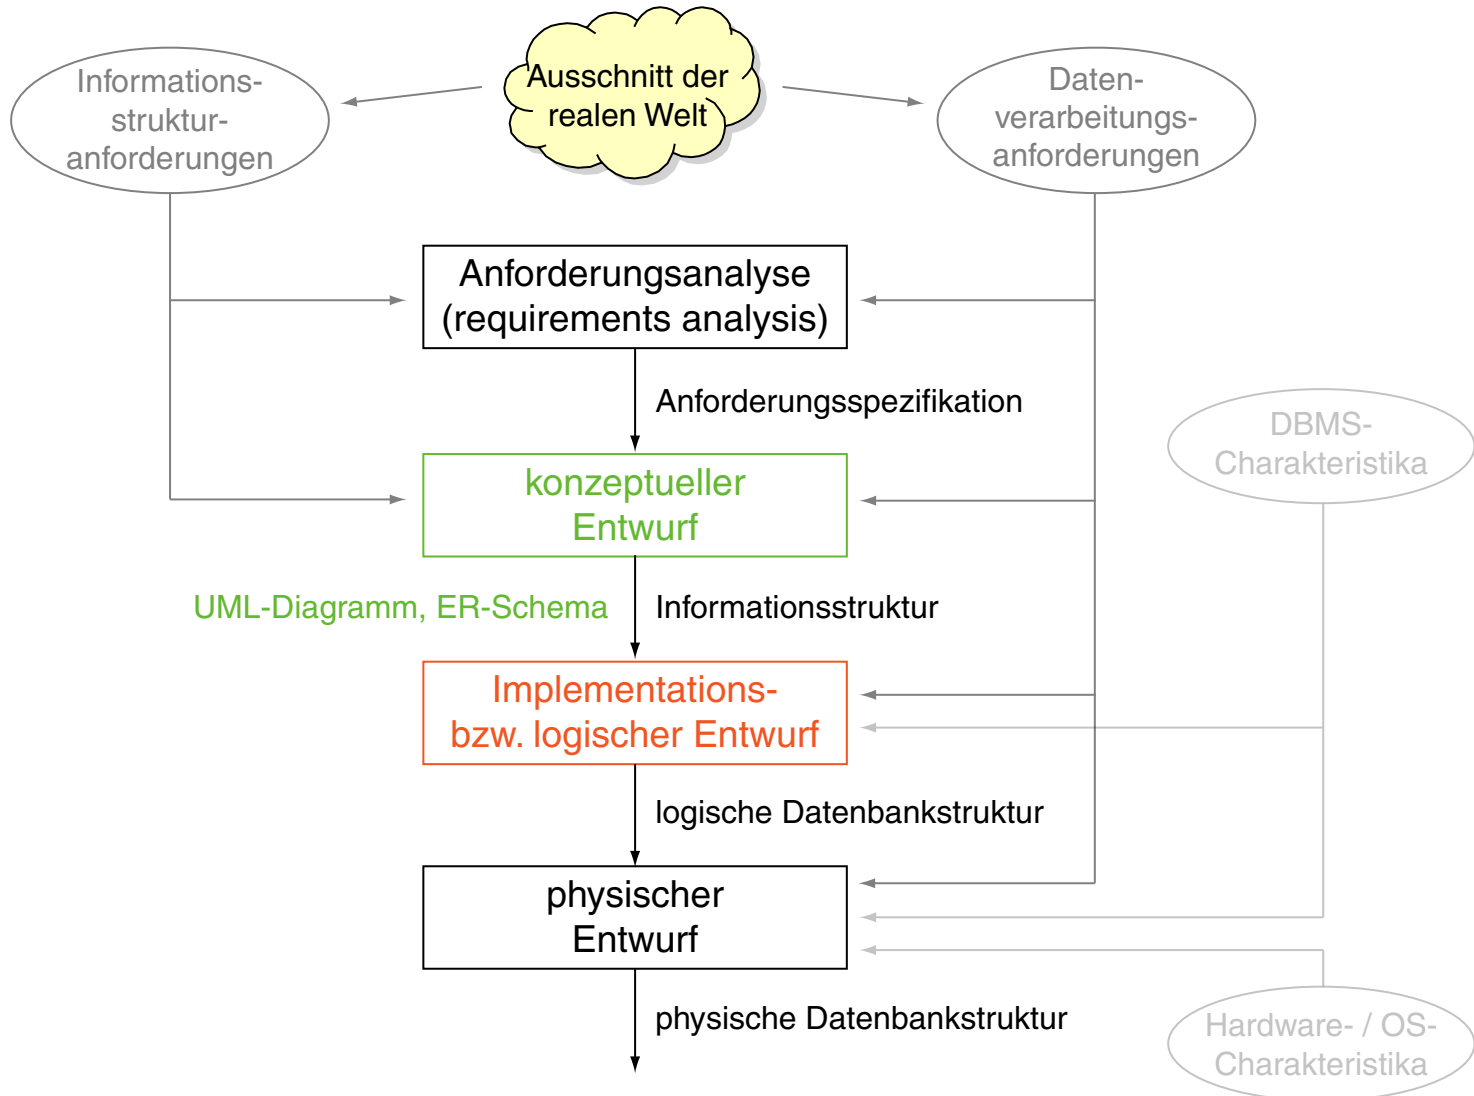 Informations-
struktur-
anforderungen
Ausschnitt der
realen Welt
Daten-
verarbeitungs-
anforderungen
Anforderungsanalyse
(requirements analysis)
Anforderungsspezifikation
DBMS-
Charakteristika
konzeptueller
Entwurf
UML-Diagramm, ER-Schema
Informationsstruktur
Implementations-
bzw. logischer Entwurf
logische Datenbankstruktur
physischer
Entwurf
physische Datenbankstruktur
Hardware- / OS-
Charakteristika